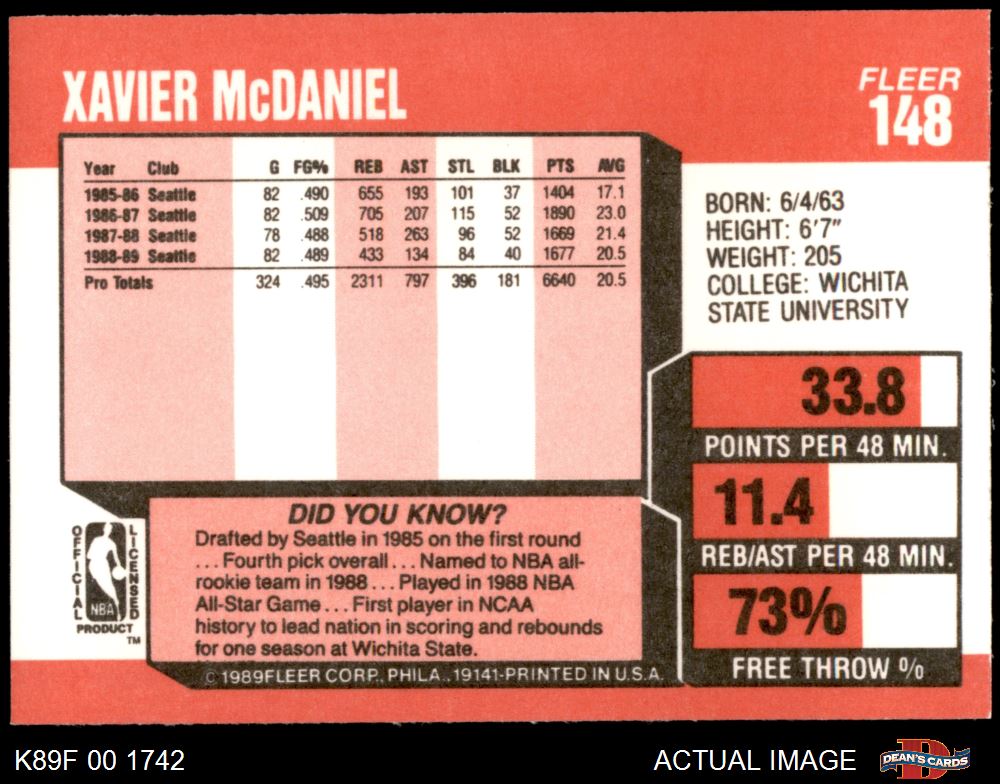 XAVIER McDANIEL
FLEER
148
Year Club G FG% REB AST STL BLK PTS AVG
1985-86 Seattle 82 .490 655 193 101 37 1404 17.1
1986-87 Seattle 82 .509 705 207 115 52 1890 23.0
1987-88 Seattle 78 .488 518 263 96 52 1669 21.4
1988-89 Seattle 82 .489 433 134 84 40 1677 20.5
Pro Totals 324 .495 2311 797 396 181 6640 20.5
BORN: 6/4/63
HEIGHT: 6'7"
WEIGHT: 205
COLLEGE: WICHITA
STATE UNIVERSITY
33.8
POINTS PER 48 MIN.
11.4
REB/AST PER 48 MIN.
73%
FREE THROW %
DID YOU KNOW?
Drafted by Seattle in 1985 on the first round
...Fourth pick overall...Named to NBA all-
rookie team in 1988...Played in 1988 NBA
All-Star Game...First player in NCAA
history to lead nation in scoring and rebounds
for one season at Wichita State.
OFFICIAL
LICENSED
NBA
PRODUCT
TM
© 1989FLEER CORP., PHILA., 19141-PRINTED IN U.S.A.
K89F 00 1742
ACTUAL IMAGE
D
DEAN'S CARDS